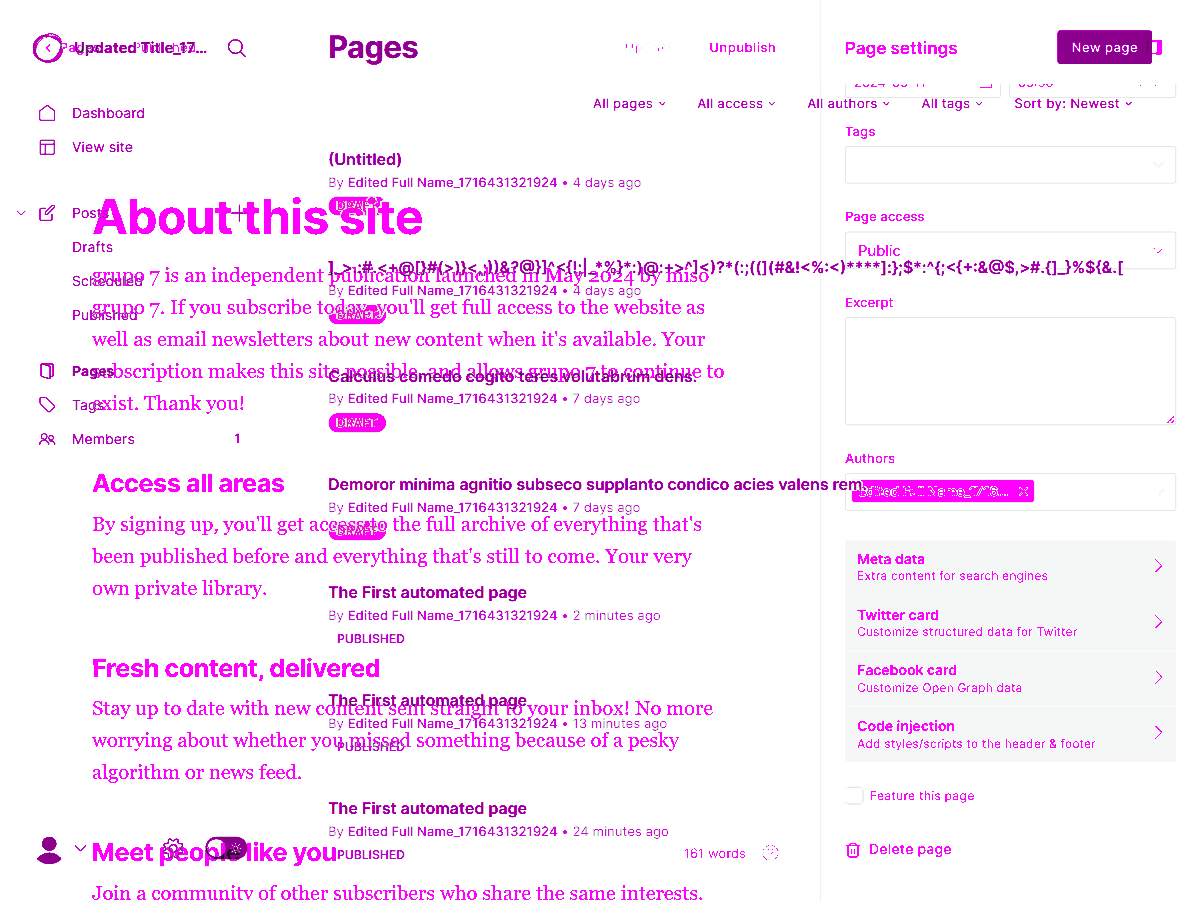 Pages
Published
Updated Title_17...
Pages
Unpublish
Page settings
New page
All pages
All access
All authors
All tags
Sort by: Newest
Dashboard
View site
Posts
Drafts
Scheduled
Published
Pages
Tags
Members
1
(Untitled)
By Edited Full Name_1716431321924 • 4 days ago
DRAFT
By Edited Full Name_1716431321924 • 4 days ago
DRAFT
Calculus comedo cogito teres volutabrum dens.
By Edited Full Name_1716431321924 • 7 days ago
DRAFT
Demoror minima agnitio subseco supplanto condico acies valens rem.
By Edited Full Name_1716431321924 • 7 days ago
DRAFT
The First automated page
By Edited Full Name_1716431321924 • 2 minutes ago
PUBLISHED
The First automated page
By Edited Full Name_1716431321924 • 13 minutes ago
PUBLISHED
The First automated page
By Edited Full Name_1716431321924 • 24 minutes ago
PUBLISHED
About this site
grupo 7 is an independent publication launched in May 2024 by miso
grupo 7. If you subscribe today, you'll get full access to the website as
well as email newsletters about new content when it's available. Your
subscription makes this site possible, and allows grupo 7 to continue to
exist. Thank you!
Access all areas
By signing up, you'll get access to the full archive of everything that's
been published before and everything that's still to come. Your very
own private library.
Fresh content, delivered
Stay up to date with new content sent straight to your inbox! No more
worrying about whether you missed something because of a pesky
algorithm or news feed.
Meet people like you
Join a community of other subscribers who share the same interests.
161 words
Tags
Page access
Public
Excerpt
Authors
Edited Full Name_1716...
Meta data
Extra content for search engines
Twitter card
Customize structured data for Twitter
Facebook card
Customize Open Graph data
Code injection
Add styles/scripts to the header & footer
Feature this page
Delete page